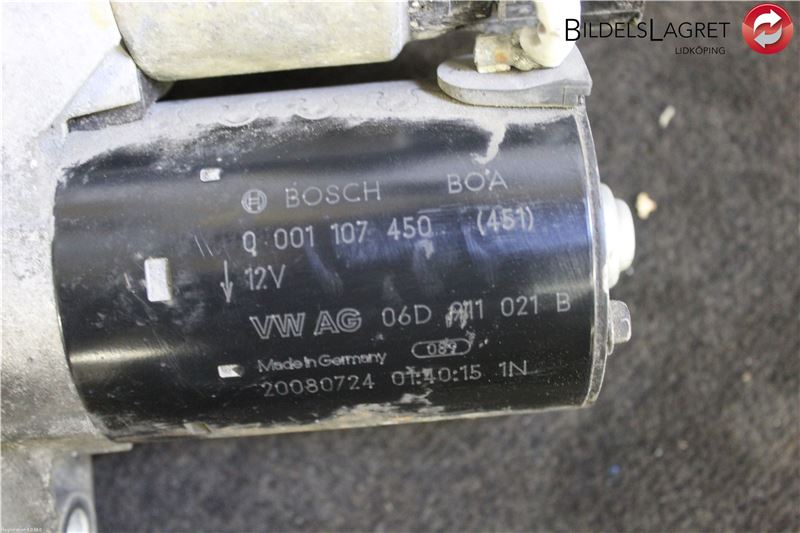 BILDELSLAGRET
LIDKÖPING
BOSCH BOA
0 001 107 450 (451)
12V
VW AG 06D 911 021 B
Made in Germany 089
20080724 01:40:15 1N